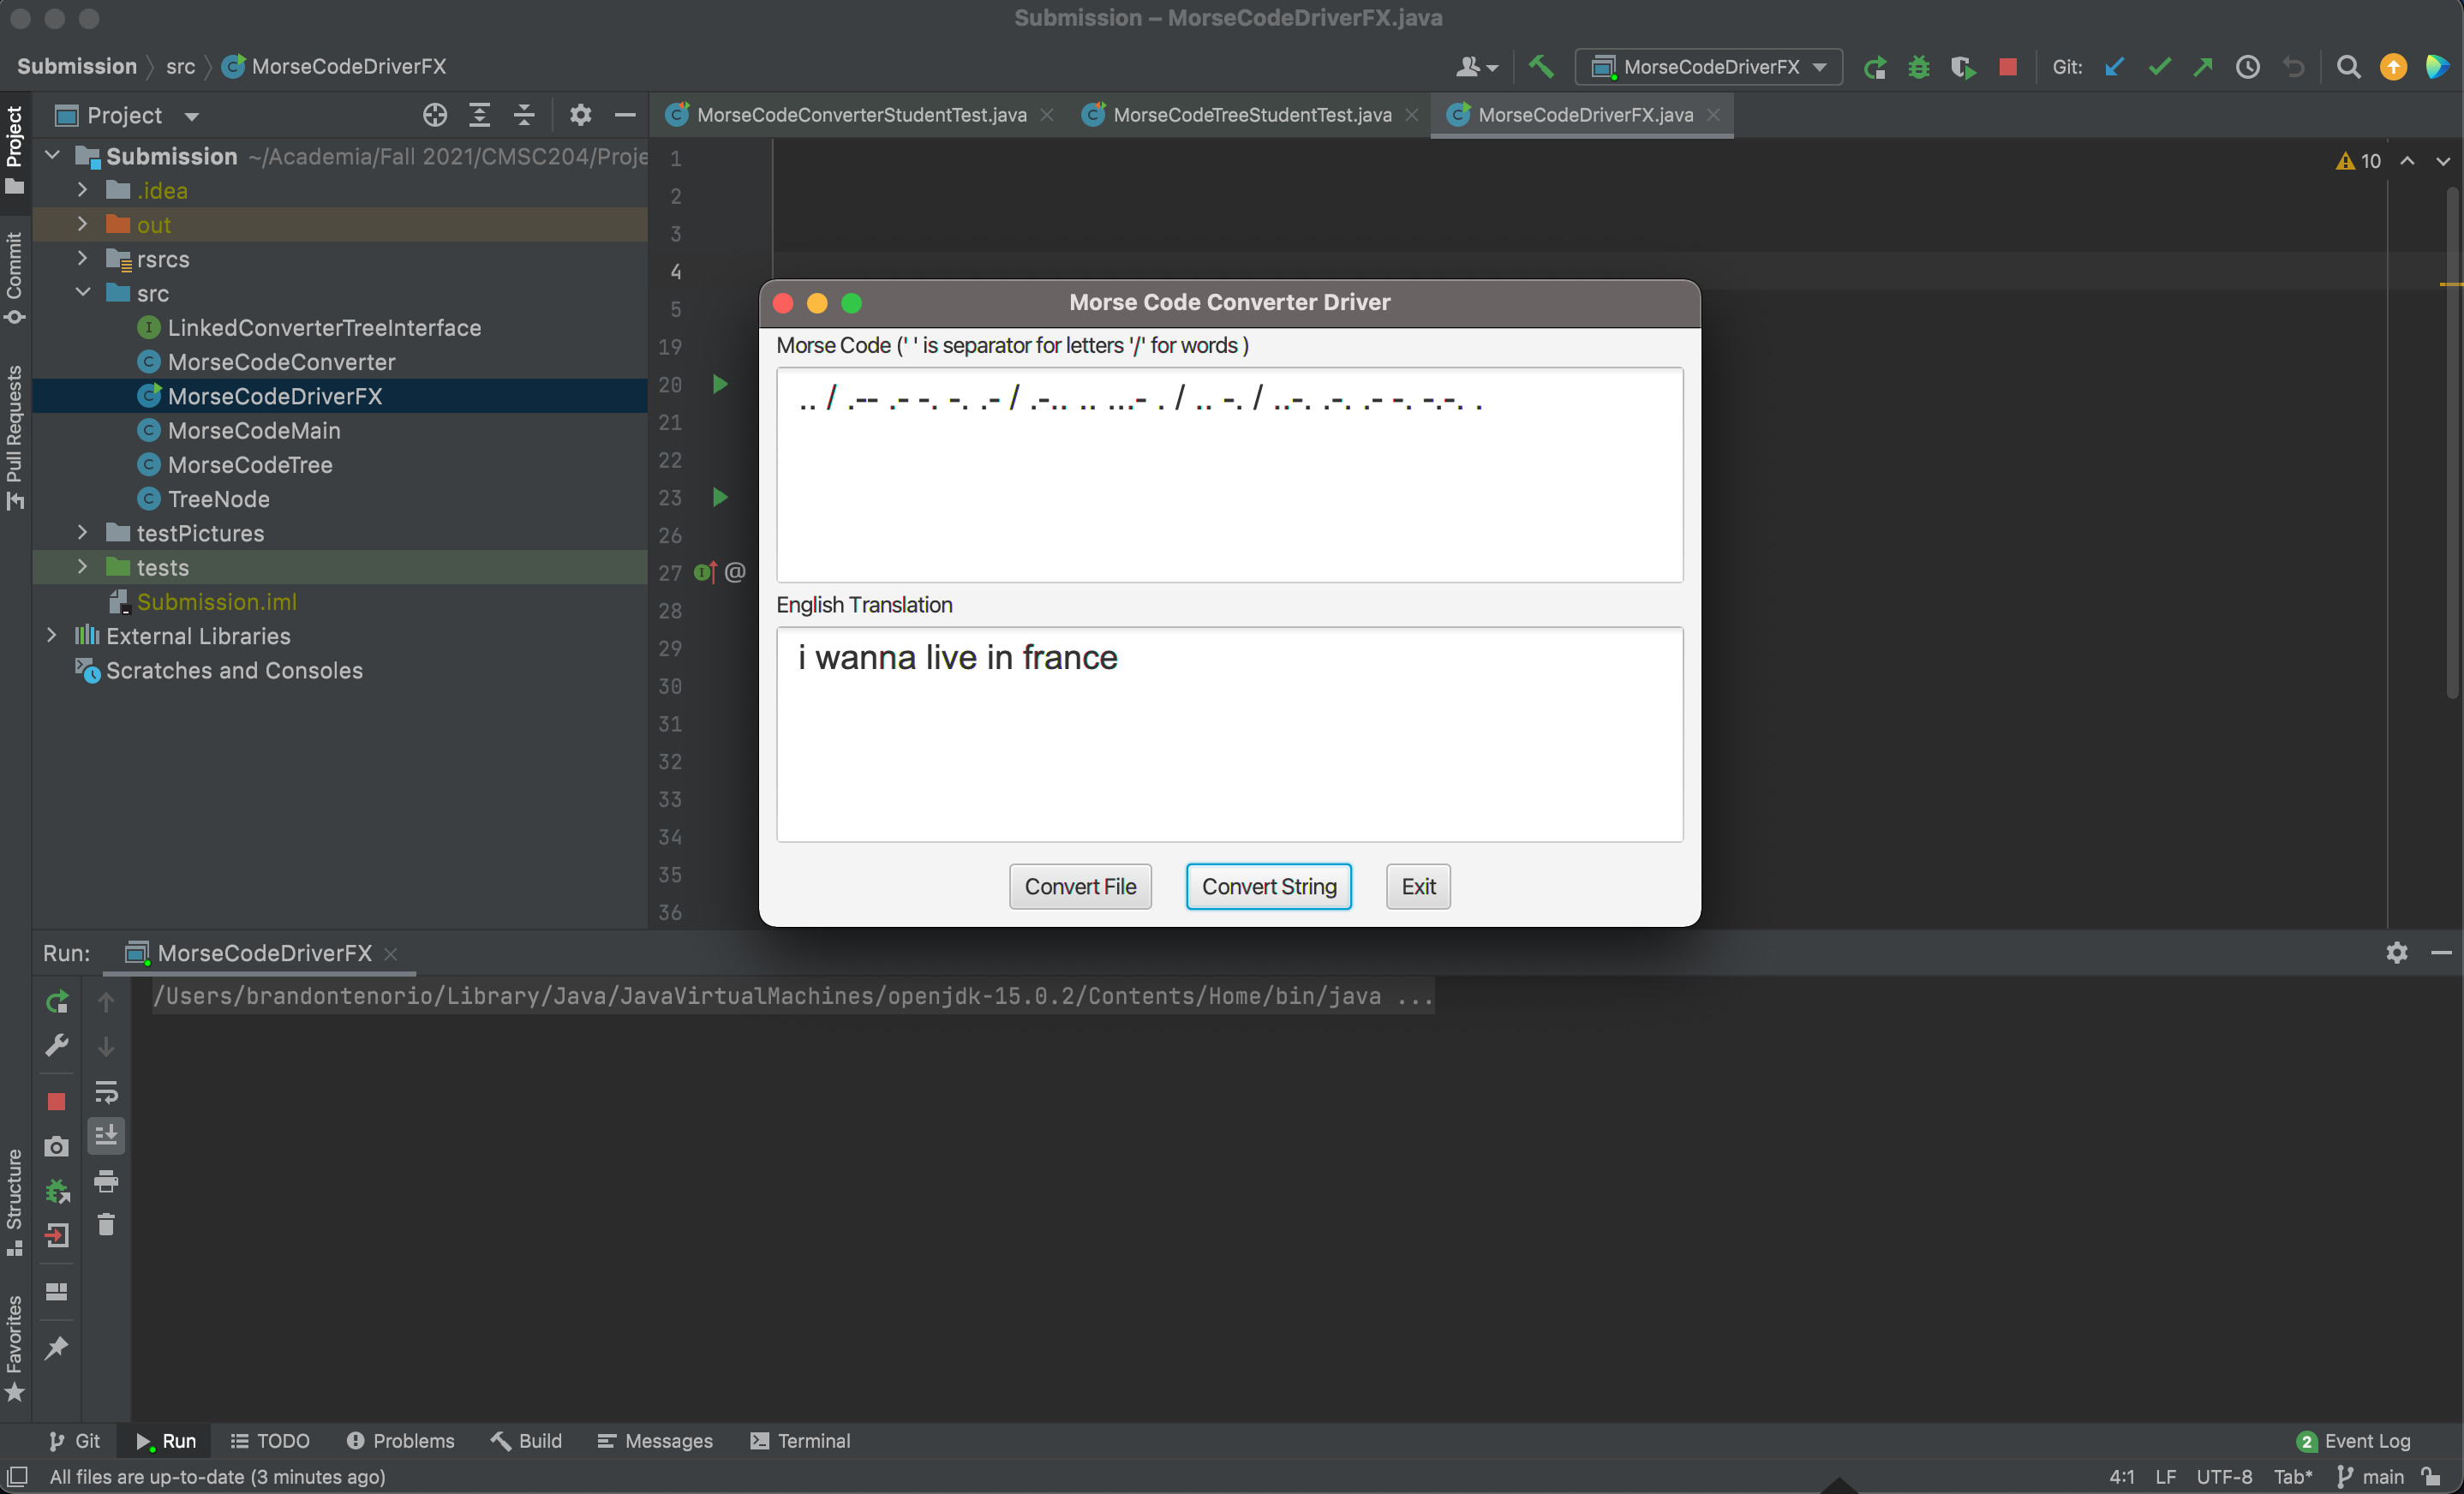 Submission – MorseCodeDriverFX.java
Submission src MorseCodeDriverFX
MorseCodeDriverFX Git:
Project
MorseCodeConverterStudentTest.java MorseCodeTreeStudentTest.java MorseCodeDriverFX.java
Project
Commit
Pull Requests
Structure
Favorites
Submission ~/Academia/Fall 2021/CMSC204/Proje
.idea
out
rsrcs
src
LinkedConverterTreeInterface
MorseCodeConverter
MorseCodeDriverFX
MorseCodeMain
MorseCodeTree
TreeNode
testPictures
tests
Submission.iml
External Libraries
Scratches and Consoles
1
2
3
4
5
19
20
21
22
23
26
27 @
28
29
30
31
32
33
34
35
36
10
Morse Code Converter Driver
Morse Code (' ' is separator for letters '/' for words )
.. / .-- .- -. -. .- / .-.. .. ...- . / .. -. / ..-. .-. .- -. -.-. .
English Translation
i wanna live in france
Convert File Convert String Exit
Run: MorseCodeDriverFX
/Users/brandontenorio/Library/Java/JavaVirtualMachines/openjdk-15.0.2/Contents/Home/bin/java ...
Git Run TODO Problems Build Messages Terminal 2 Event Log
All files are up-to-date (3 minutes ago) 4:1 LF UTF-8 Tab* main